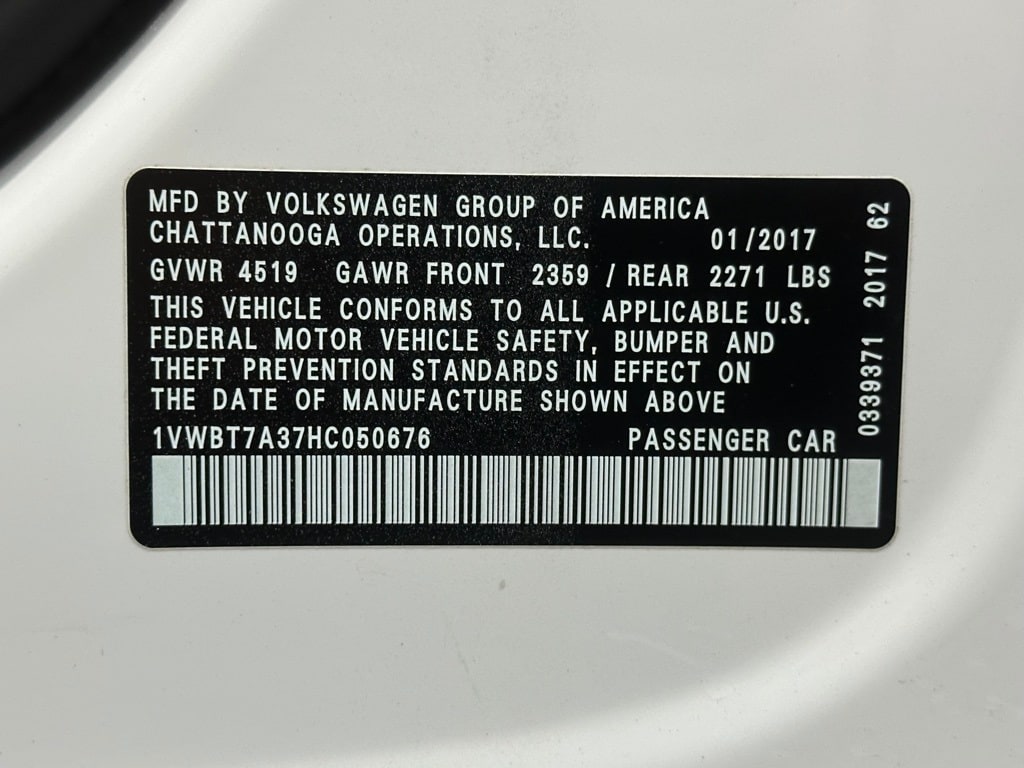 MFD BY VOLKSWAGEN GROUP OF AMERICA
CHATTANOOGA OPERATIONS, LLC. 01/2017
GVWR 4519 GAWR FRONT 2359 / REAR 2271 LBS
THIS VEHICLE CONFORMS TO ALL APPLICABLE U.S.
FEDERAL MOTOR VEHICLE SAFETY, BUMPER AND
THEFT PREVENTION STANDARDS IN EFFECT ON
THE DATE OF MANUFACTURE SHOWN ABOVE
1VWBT7A37HC050676 PASSENGER CAR
0339371 2017 62